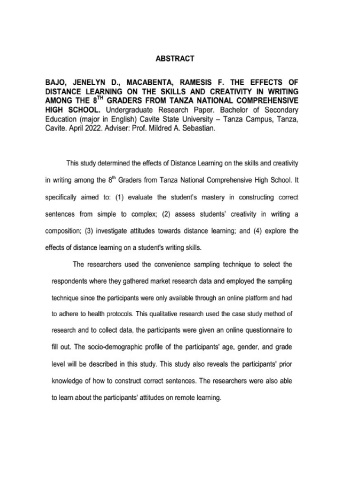 ABSTRACT
BAJO, JENELYN D., MACABENTA, RAMESIS F. THE EFFECTS OF
DISTANCE LEARNING ON THE SKILLS AND CREATIVITY IN WRITING
AMONG THE 8TH GRADERS FROM TANZA NATIONAL COMPREHENSIVE
HIGH SCHOOL. Undergraduate Research Paper. Bachelor of Secondary
Education (major in English) Cavite State University – Tanza Campus, Tanza,
Cavite. April 2022. Adviser: Prof. Mildred A. Sebastian.
This study determined the effects of Distance Learning on the skills and creativity
in writing among the 8th Graders from Tanza National Comprehensive High School. It
specifically aimed to: (1) evaluate the student's mastery in constructing correct
sentences from simple to complex; (2) assess students' creativity in writing a
composition; (3) investigate attitudes towards distance learning; and (4) explore the
effects of distance learning on a student's writing skills.
The researchers used the convenience sampling technique to select the
respondents where they gathered market research data and employed the sampling
technique since the participants were only available through an online platform and had
to adhere to health protocols. This qualitative research used the case study method of
research and to collect data, the participants were given an online questionnaire to
fill out. The socio-demographic profile of the participants' age, gender, and grade
level will be described in this study. This study also reveals the participants' prior
knowledge of how to construct correct sentences. The researchers were also able
to learn about the participants' attitudes on remote learning.